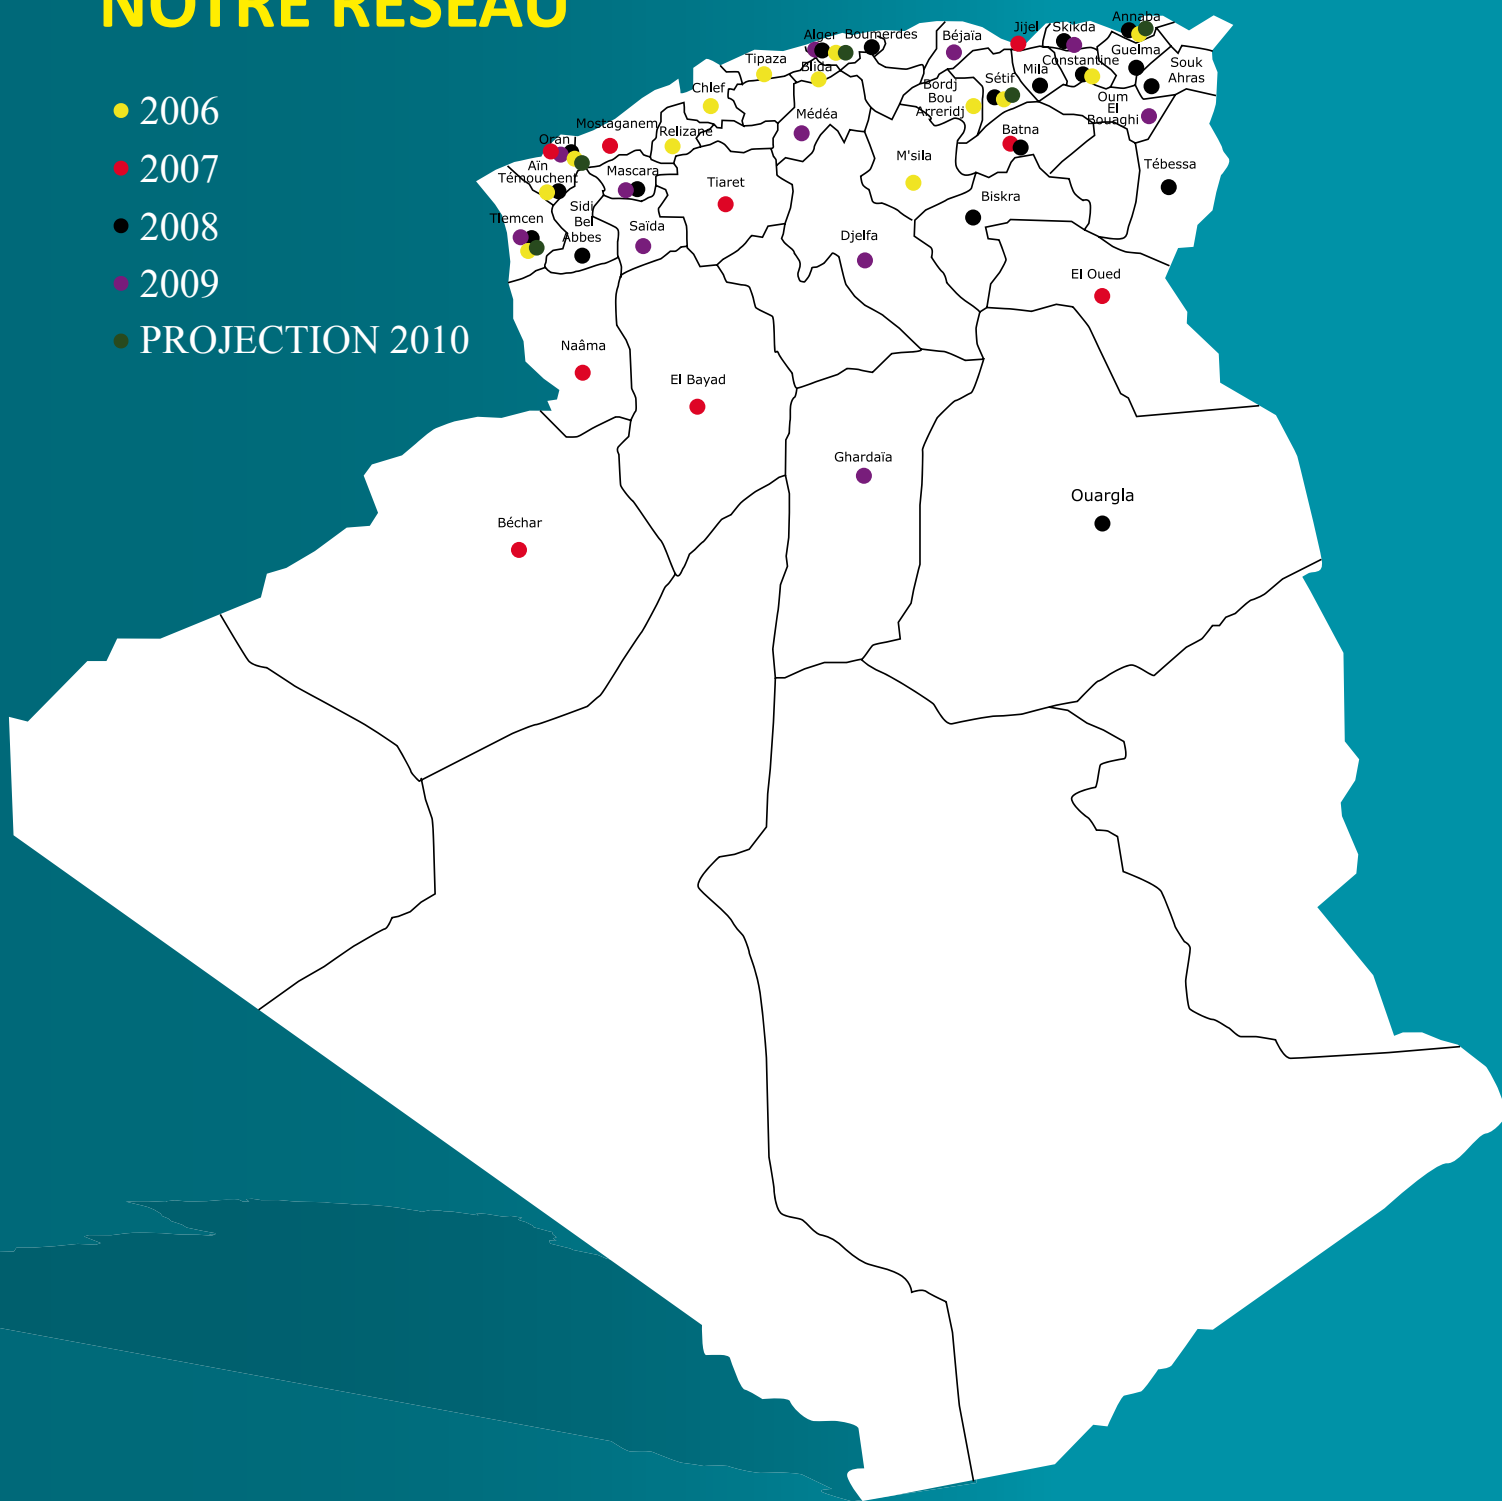 NOTRE RÉSEAU
2006
2007
2008
2009
PROJECTION 2010
Annaba
Jijel
Skikda
Alger
Boumerdès
Béjaïa
Guelma
Tipaza
Blida
Constantine
Souk
Ahras
Mila
Sétif
Chlef
Bordj
Bou
Arreridj
Oum
El
Bouaghi
Médéa
Mostaganem
Relizane
Batna
Oran
M'sila
Tébessa
Aïn
Témouchent
Mascara
Tiaret
Biskra
Sidi
Bel
Abbes
Tlemcen
Saïda
Djelfa
El Oued
Naâma
El Bayad
Ghardaïa
Ouargla
Béchar